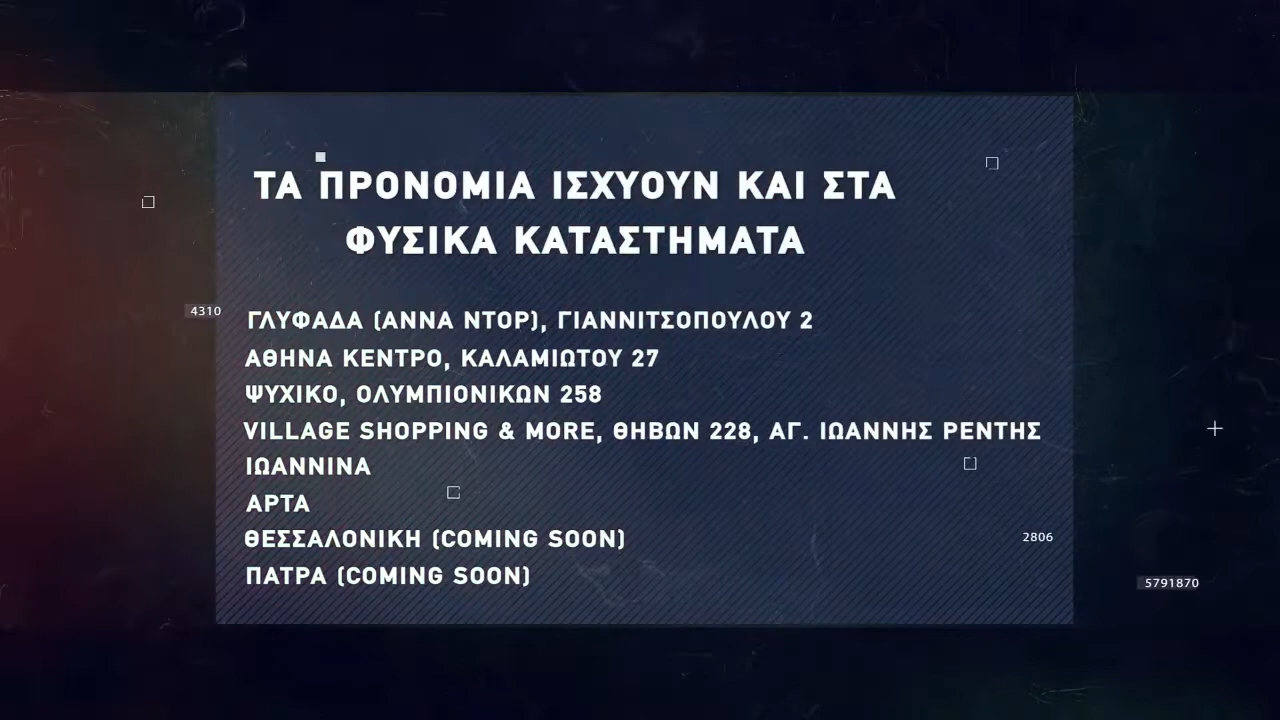 ΤΑ ΠΡΟΝΟΜΙΑ ΙΣΧΥΟΥΝ ΚΑΙ ΣΤΑ
ΦΥΣΙΚΑ ΚΑΤΑΣΤΗΜΑΤΑ
4310
ΓΛΥΦΑΔΑ (ΑΝΝΑ ΝΤΟΡ), ΓΙΑΝΝΙΤΣΟΠΟΥΛΟΥ 2
ΑΘΗΝΑ ΚΕΝΤΡΟ, ΚΑΛΑΜΙΩΤΟΥ 27
ΨΥΧΙΚΟ, ΟΛΥΜΠΙΟΝΙΚΩΝ 258
VILLAGE SHOPPING & MORE, ΘΗΒΩΝ 228, ΑΓ. ΙΩΑΝΝΗΣ ΡΕΝΤΗΣ
ΙΩΑΝΝΙΝΑ
ΑΡΤΑ
ΘΕΣΣΑΛΟΝΙΚΗ (COMING SOON)
2806
ΠΑΤΡΑ (COMING SOON)
5791870